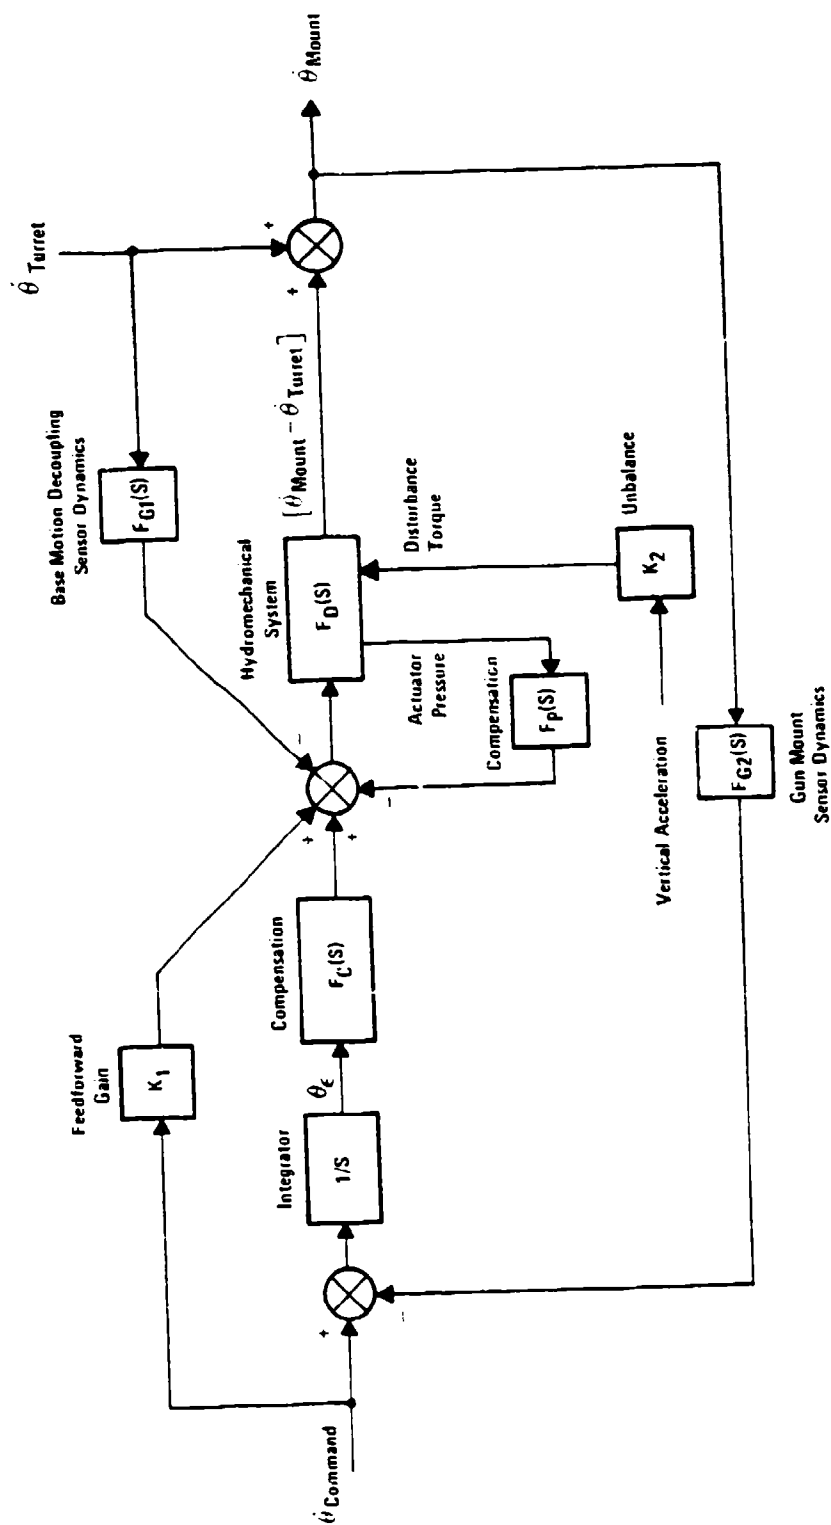 θ̇ Turret
Base Motion Decoupling
Sensor Dynamics
F_G1(S)
Feedforward
Gain
K_1
θ̇ Command
+
-
Integrator
1/S
θ_ϵ
Compensation
F_C(S)
+
+
-
-
Hydromechanical
System
F_D(S)
[θ̇ Mount - θ̇ Turret]
+
+
θ̇ Mount
Actuator
Pressure
Disturbance
Torque
Compensation
F_P(S)
Unbalance
K_2
Vertical Acceleration
F_G2(S)
Gun Mount
Sensor Dynamics